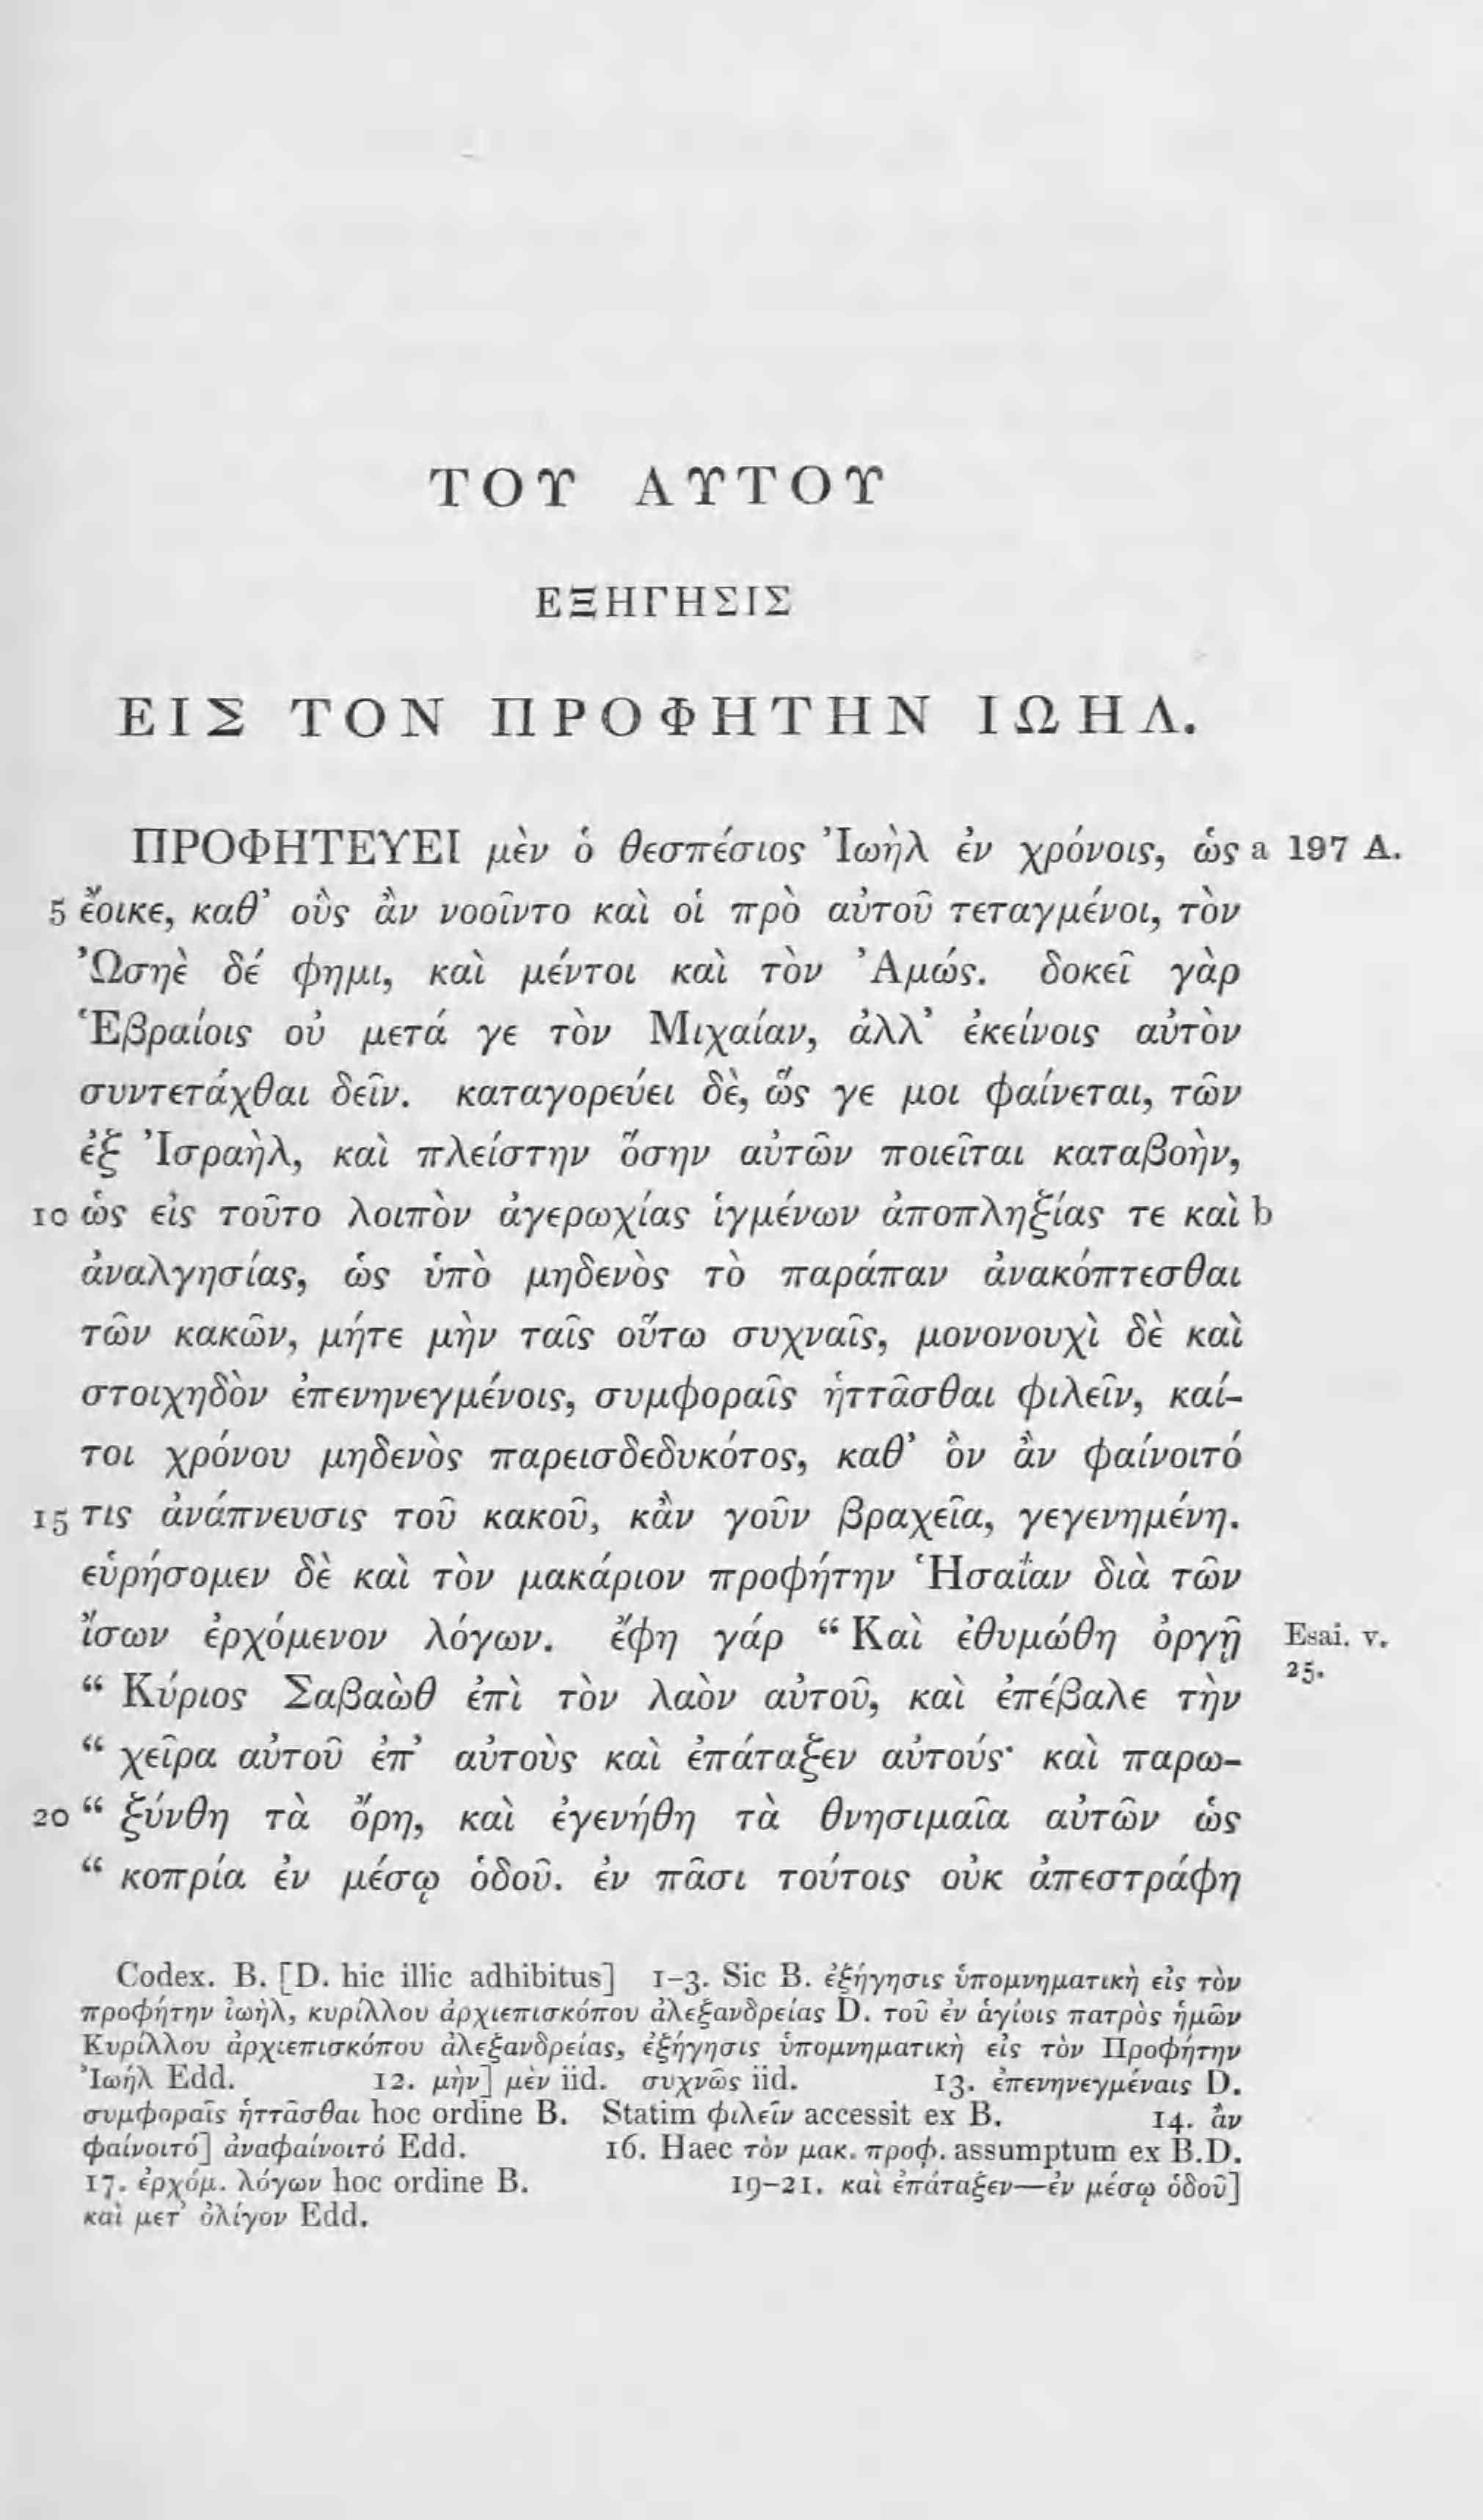 ΤΟΥ ΑΥΤΟΥ
ΕΞΗΓΗΣΙΣ
ΕΙΣ ΤΟΝ ΠΡΟΦΗΤΗΝ ΙΩΗΛ.
ΠΡΟΦΗΤΕΥΕΙ μὲν ὁ θεσπέσιος Ἰωὴλ ἐν χρόνοις, ὡς a 197 A.
5 ἔοικε, καθ’ οὓς ἂν νοοῖντο καὶ οἱ πρὸ αὐτοῦ τεταγμένοι, τὸν
Ὠσηὲ δέ φημι, καὶ μέντοι καὶ τὸν Ἀμώς. δοκεῖ γὰρ
Ἑβραίοις οὐ μετά γε τὸν Μιχαίαν, ἀλλ’ ἐκείνοις αὐτὸν
συντετάχθαι δεῖν. καταγορεύει δὲ, ὥς γε μοι φαίνεται, τῶν
ἐξ Ἰσραὴλ, καὶ πλείστην ὅσην αὐτῶν ποιεῖται καταβοὴν,
10 ὡς εἰς τοῦτο λοιπὸν ἀγερωχίας ἱγμένων ἀποπληξίας τε καὶ b
ἀναλγησίας, ὡς ὑπὸ μηδενὸς τὸ παράπαν ἀνακόπτεσθαι
τῶν κακῶν, μήτε μὴν ταῖς οὕτω συχναῖς, μονονουχὶ δὲ καὶ
στοιχηδὸν ἐπενηνεγμένοις, συμφοραῖς ἡττᾶσθαι φιλεῖν, καί-
τοι χρόνου μηδενὸς παρεισδεδυκότος, καθ’ ὃν ἂν φαίνοιτό
15 τις ἀνάπνευσις τοῦ κακοῦ, κἂν γοῦν βραχεῖα, γεγενημένη.
εὑρήσομεν δὲ καὶ τὸν μακάριον προφήτην Ἡσαΐαν διὰ τῶν
ἴσων ἐρχόμενον λόγων. ἔφη γάρ “ Καὶ ἐθυμώθη ὀργῇ Esai. v. 25.
“ Κύριος Σαβαὼθ ἐπὶ τὸν λαὸν αὐτοῦ, καὶ ἐπέβαλε τὴν
“ χεῖρα αὐτοῦ ἐπ’ αὐτοὺς καὶ ἐπάταξεν αὐτούς· καὶ παρω-
20 “ ξύνθη τὰ ὄρη, καὶ ἐγενήθη τὰ θνησιμαῖα αὐτῶν ὡς
“ κοπρία ἐν μέσῳ ὁδοῦ. ἐν πᾶσι τούτοις οὐκ ἀπεστράφη
Codex. B. [D. hic illic adhibitus] 1-3. Sic B. ἐξήγησις ὑπομνηματικὴ εἰς τὸν
προφήτην ἰωὴλ, κυρίλλου ἀρχιεπισκόπου ἀλεξανδρείας D. τοῦ ἐν ἁγίοις πατρὸς ἡμῶν
Κυρίλλου ἀρχιεπισκόπου ἀλεξανδρείας, ἐξήγησις ὑπομνηματικὴ εἰς τὸν Προφήτην
Ἰωήλ Edd. 12. μὴν] μὲν iid. συχνῶς iid. 13. ἐπενηνεγμέναις D.
συμφοραῖς ἡττᾶσθαι hoc ordine B. Statim φιλεῖν accessit ex B. 14. ἂν
φαίνοιτό] ἀναφαίνοιτό Edd. 16. Haec τὸν μακ. προφ. assumptum ex B.D.
17. ἐρχόμ. λόγων hoc ordine B. 19-21. καὶ ἐπάταξεν—ἐν μέσῳ ὁδοῦ]
καὶ μετ’ ὀλίγον Edd.